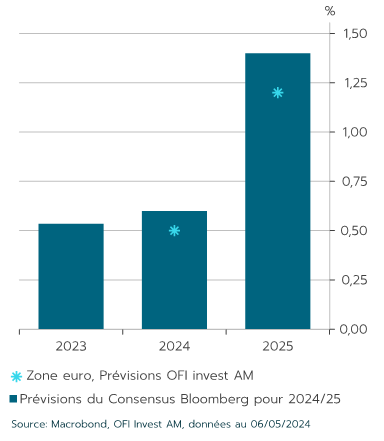 %
1,50
1,25
1,00
0,75
0,50
0,25
0,00
2023 2024 2025
Zone euro, Prévisions OFI invest AM
Prévisions du Consensus Bloomberg pour 2024/25
Source: Macrobond, OFI Invest AM, données au 06/05/2024